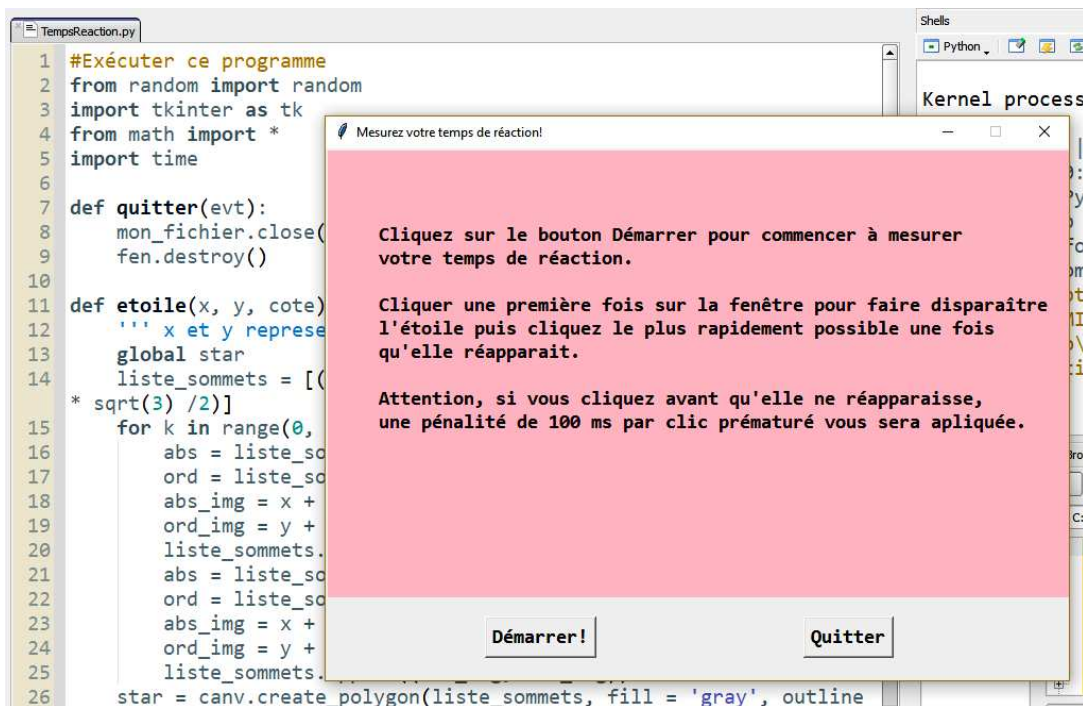 TempsReaction.py
1 #Exécuter ce programme
2 from random import random
3 import tkinter as tk
4 from math import *
5 import time
6
7 def quitter(evt):
8 mon_fichier.close(
9 fen.destroy()
10
11 def etoile(x, y, cote)
12 ''' x et y represe
13 global star
14 liste_sommets = [(
* sqrt(3) /2)]
15 for k in range(0,
16 abs = liste_so
17 ord = liste_so
18 abs_img = x +
19 ord_img = y +
20 liste_sommets.
21 abs = liste_so
22 ord = liste_so
23 abs_img = x +
24 ord_img = y +
25 liste_sommets.
26 star = canv.create_polygon(liste_sommets, fill = 'gray', outline
Mesurez votre temps de réaction!
Cliquez sur le bouton Démarrer pour commencer à mesurer
votre temps de réaction.
Cliquer une première fois sur la fenêtre pour faire disparaître
l'étoile puis cliquez le plus rapidement possible une fois
qu'elle réapparait.
Attention, si vous cliquez avant qu'elle ne réapparaisse,
une pénalité de 100 ms par clic prématuré vous sera apliquée.
Démarrer!
Quitter
Shells
Python
Kernel process